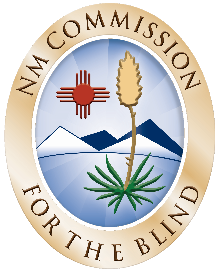 NM COMMISSION
FOR THE BLIND